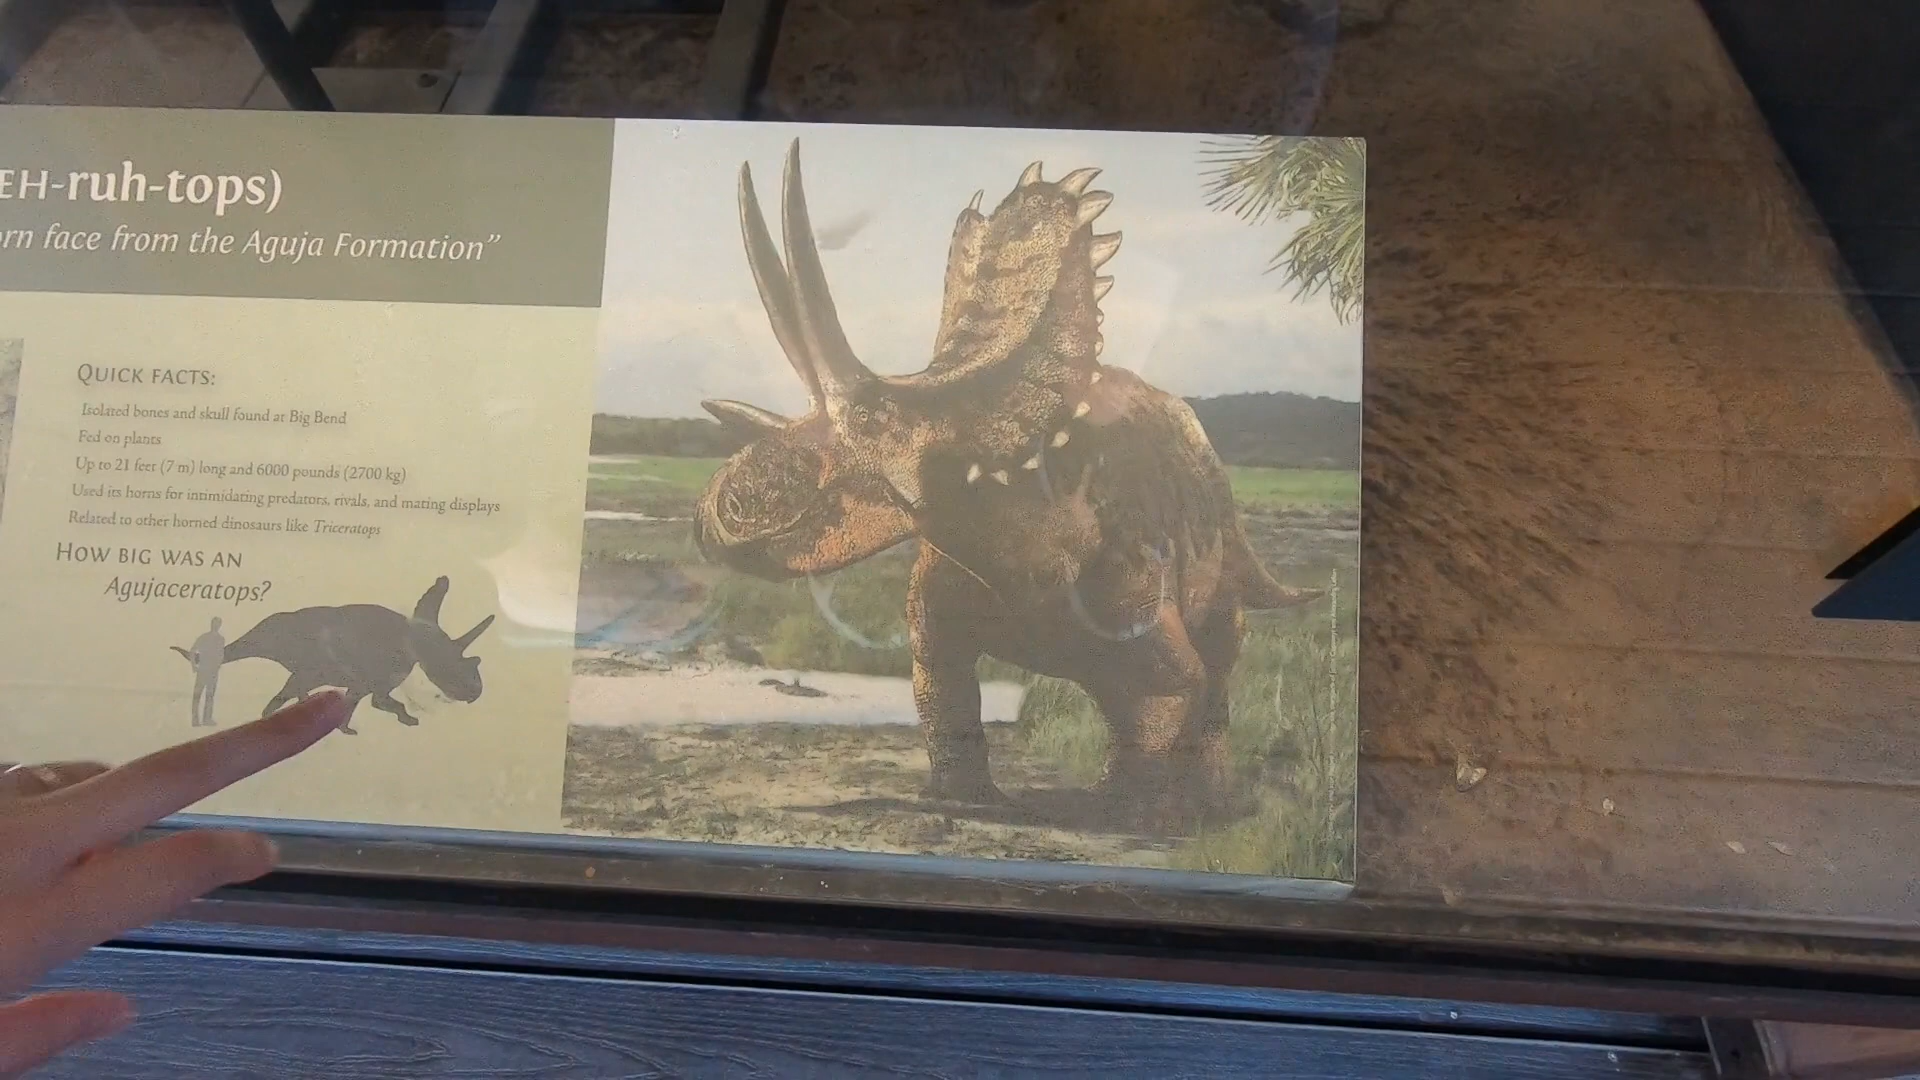 EH-ruh-tops)
rn face from the Aguja Formation”
QUICK FACTS:
Isolated bones and skull found at Big Bend
Fed on plants
Up to 21 feet (7 m) long and 6000 pounds (2700 kg)
Used its horns for intimidating predators, rivals, and mating displays
Related to other horned dinosaurs like Triceratops
HOW BIG WAS AN
Agujaceratops?